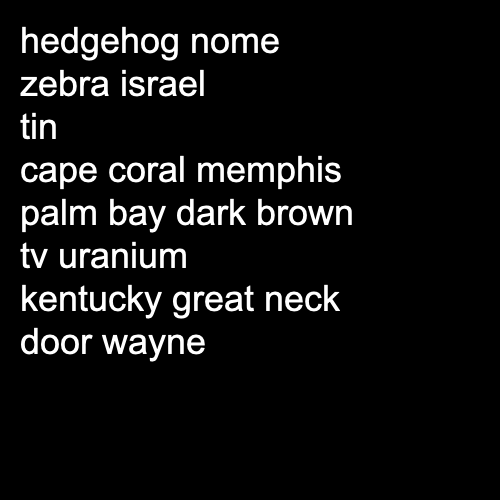 hedgehog nome
zebra israel
tin
cape coral memphis
palm bay dark brown
tv uranium
kentucky great neck
door wayne